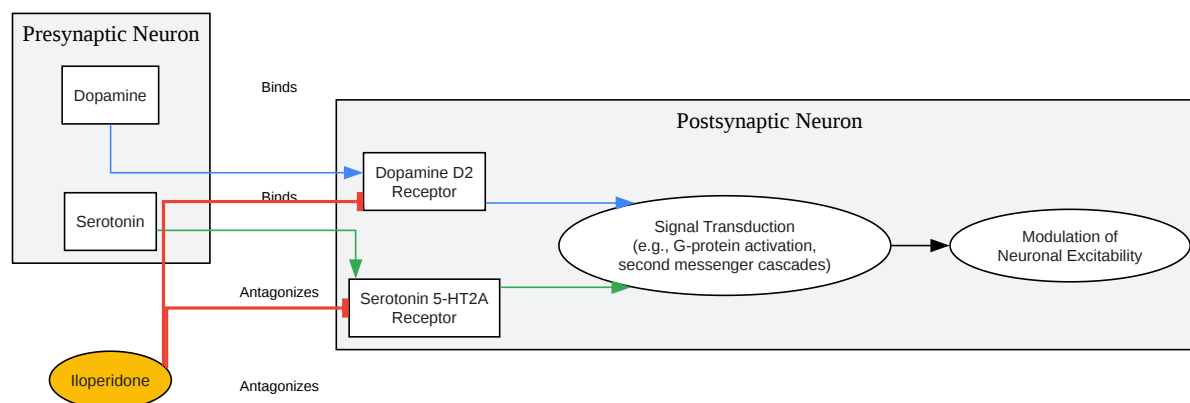 Presynaptic Neuron
Dopamine
Serotonin
Binds
Binds
Antagonizes
Antagonizes
Iloperidone
Postsynaptic Neuron
Dopamine D2
Receptor
Serotonin 5-HT2A
Receptor
Signal Transduction
(e.g., G-protein activation,
second messenger cascades)
Modulation of
Neuronal Excitability